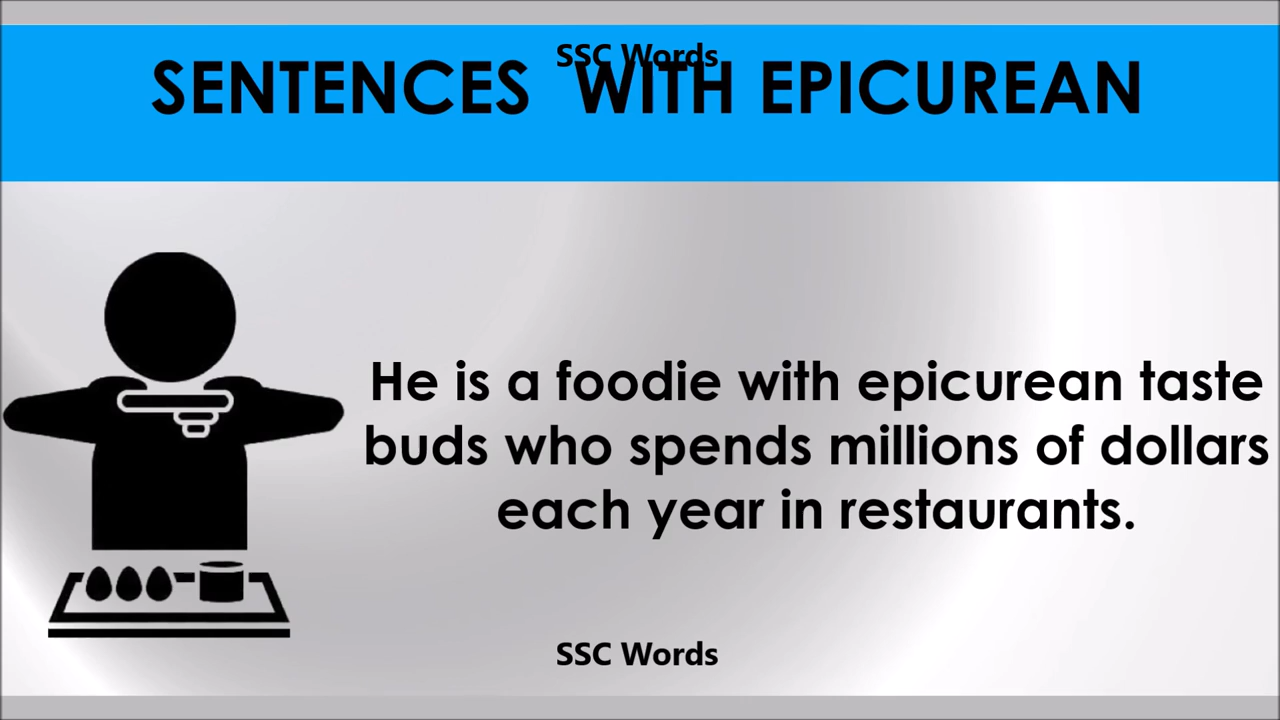 SSC Words
SENTENCES WITH EPICUREAN
He is a foodie with epicurean taste
buds who spends millions of dollars
each year in restaurants.
SSC Words